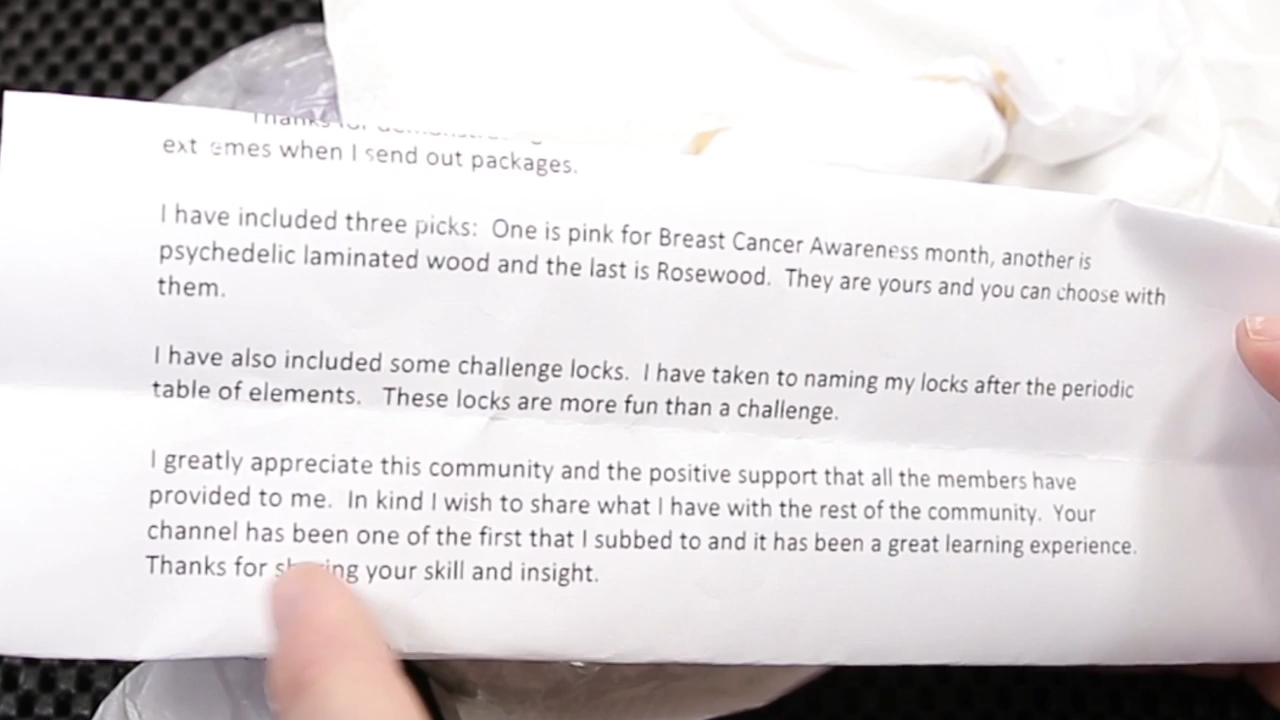 Thanks for
when I send out packages.
I have included three picks: One is pink for Breast Cancer Awareness month, another is
psychedelic laminated wood and the last is Rosewood. They are yours and you can choose with
them.
I have also included some challenge locks. I have taken to naming my locks after the periodic
table of elements. These locks are more fun than a challenge.
I greatly appreciate this community and the positive support that all the members have
provided to me. In kind I wish to share what I have with the rest of the community. Your
channel has been one of the first that I subbed to and it has been a great learning experience.
Thanks for sharing your skill and insight.